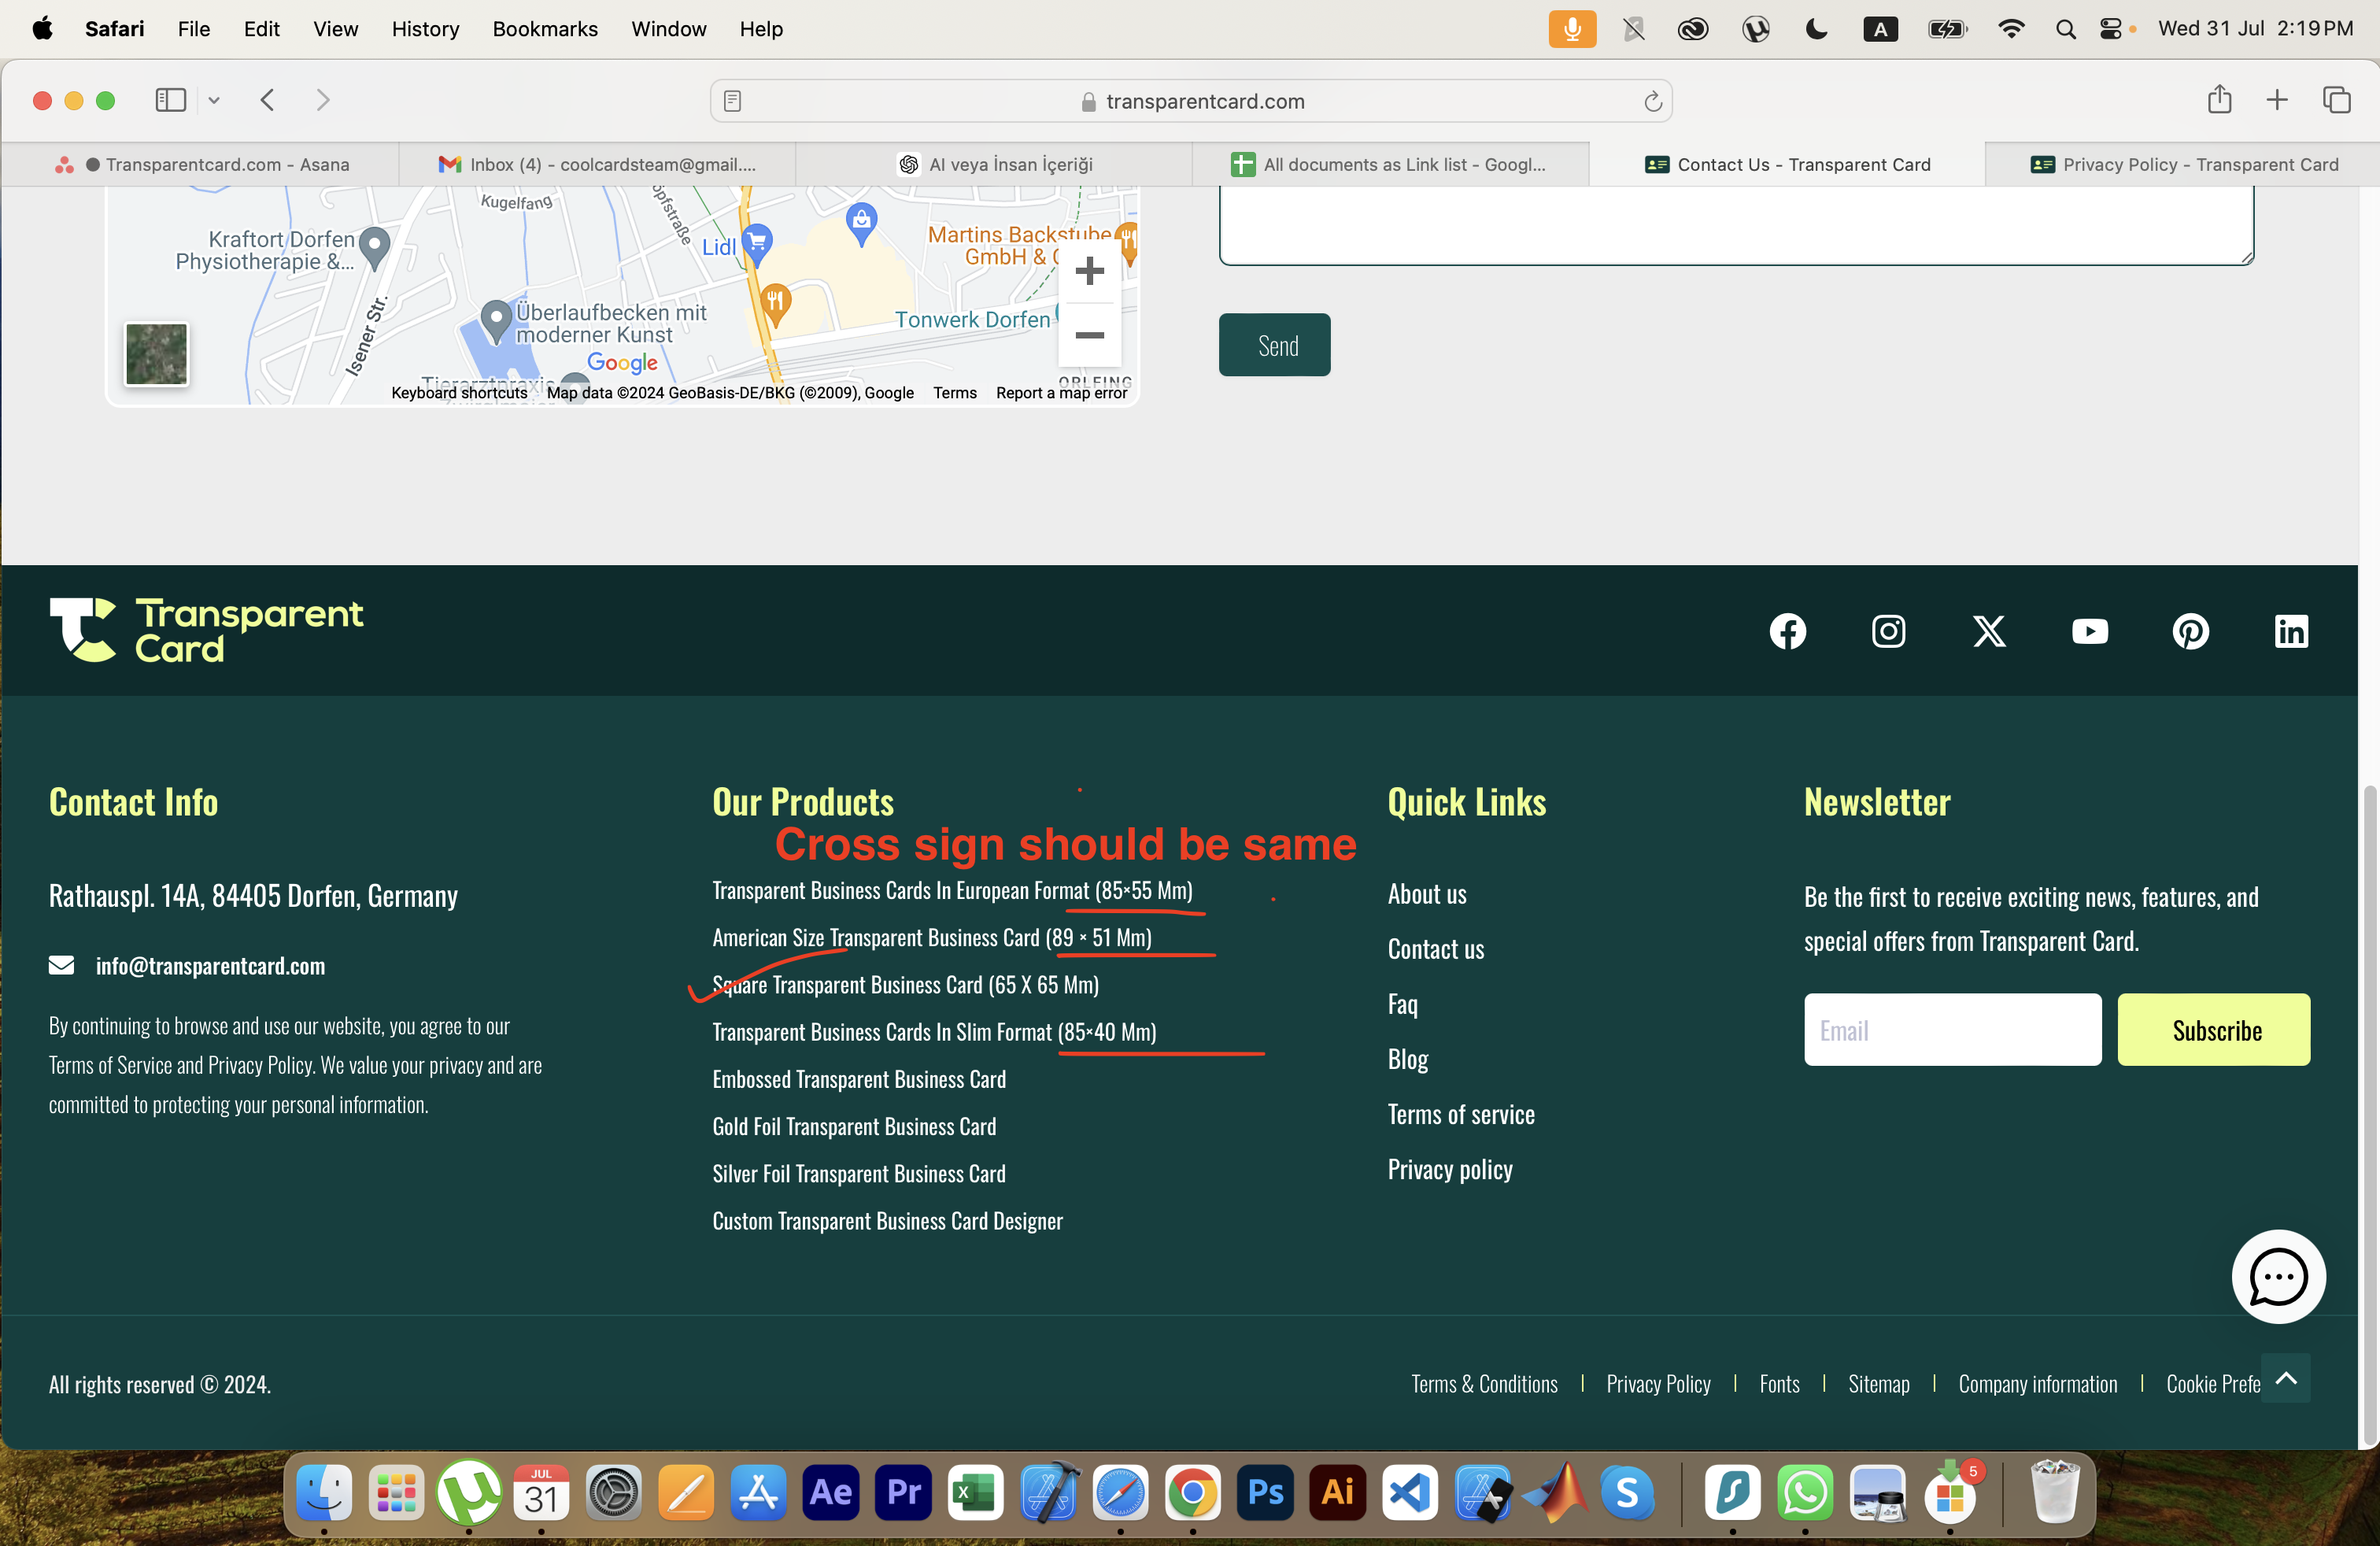 Safari File Edit View History Bookmarks Window Help A Wed 31 Jul 2:19 PM
transparentcard.com
Transparentcard.com - Asana
Inbox (4) - coolcardsteam@gmail....
AI veya İnsan İçeriği
All documents as Link list - Googl...
Contact Us - Transparent Card
Privacy Policy - Transparent Card
Kugelfang
Kraftort Dorfen
Physiotherapie &...
Lidl
Martins Backstube
GmbH &
Isener Str.
Überlaufbecken mit
moderner Kunst
Tonwerk Dorfen
Google
Tierarztpraxis
ORLFING
Keyboard shortcuts Map data ©2024 GeoBasis-DE/BKG (©2009), Google Terms Report a map error
Send
TC Transparent
Card
Contact Info
Rathauspl. 14A, 84405 Dorfen, Germany
info@transparentcard.com
By continuing to browse and use our website, you agree to our
Terms of Service and Privacy Policy. We value your privacy and are
committed to protecting your personal information.
Our Products
Cross sign should be same
Transparent Business Cards In European Format (85×55 Mm)
American Size Transparent Business Card (89 × 51 Mm)
Square Transparent Business Card (65 X 65 Mm)
Transparent Business Cards In Slim Format (85×40 Mm)
Embossed Transparent Business Card
Gold Foil Transparent Business Card
Silver Foil Transparent Business Card
Custom Transparent Business Card Designer
Quick Links
About us
Contact us
Faq
Blog
Terms of service
Privacy policy
Newsletter
Be the first to receive exciting news, features, and
special offers from Transparent Card.
Email
Subscribe
All rights reserved © 2024.
Terms & Conditions | Privacy Policy | Fonts | Sitemap | Company information | Cookie Prefe
JUL
31
Ae
Pr
X
Ps
Ai
S
5